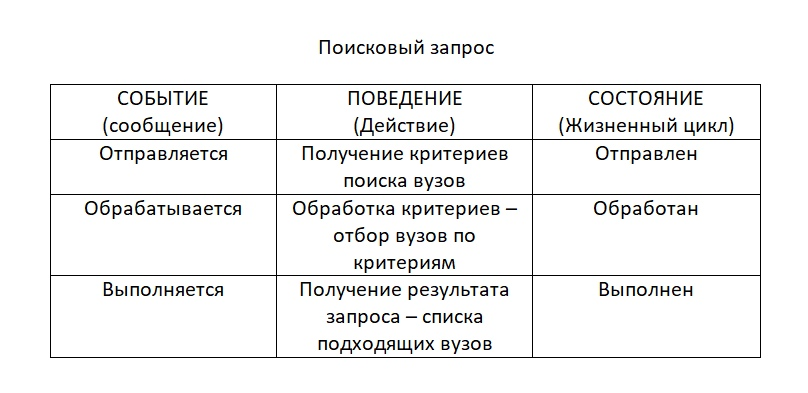 Поисковый запрос
СОБЫТИЕ
(сообщение)
ПОВЕДЕНИЕ
(Действие)
СОСТОЯНИЕ
(Жизненный цикл)
Отправляется
Получение критериев
поиска вузов
Отправлен
Обрабатывается
Обработка критериев –
отбор вузов по
критериям
Обработан
Выполняется
Получение результата
запроса – списка
подходящих вузов
Выполнен